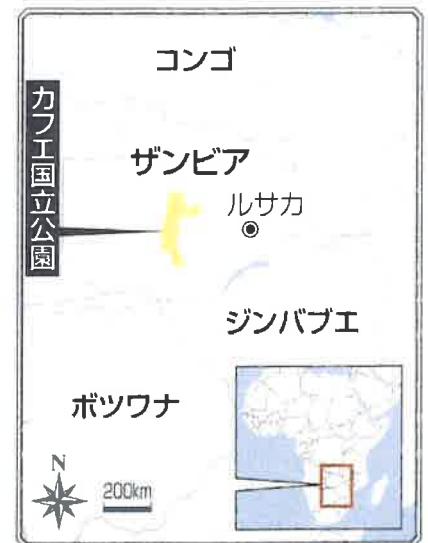 コンゴ
カフエ国立公園
ザンビア
ルサカ
ジンバブエ
ボツワナ
N
200km